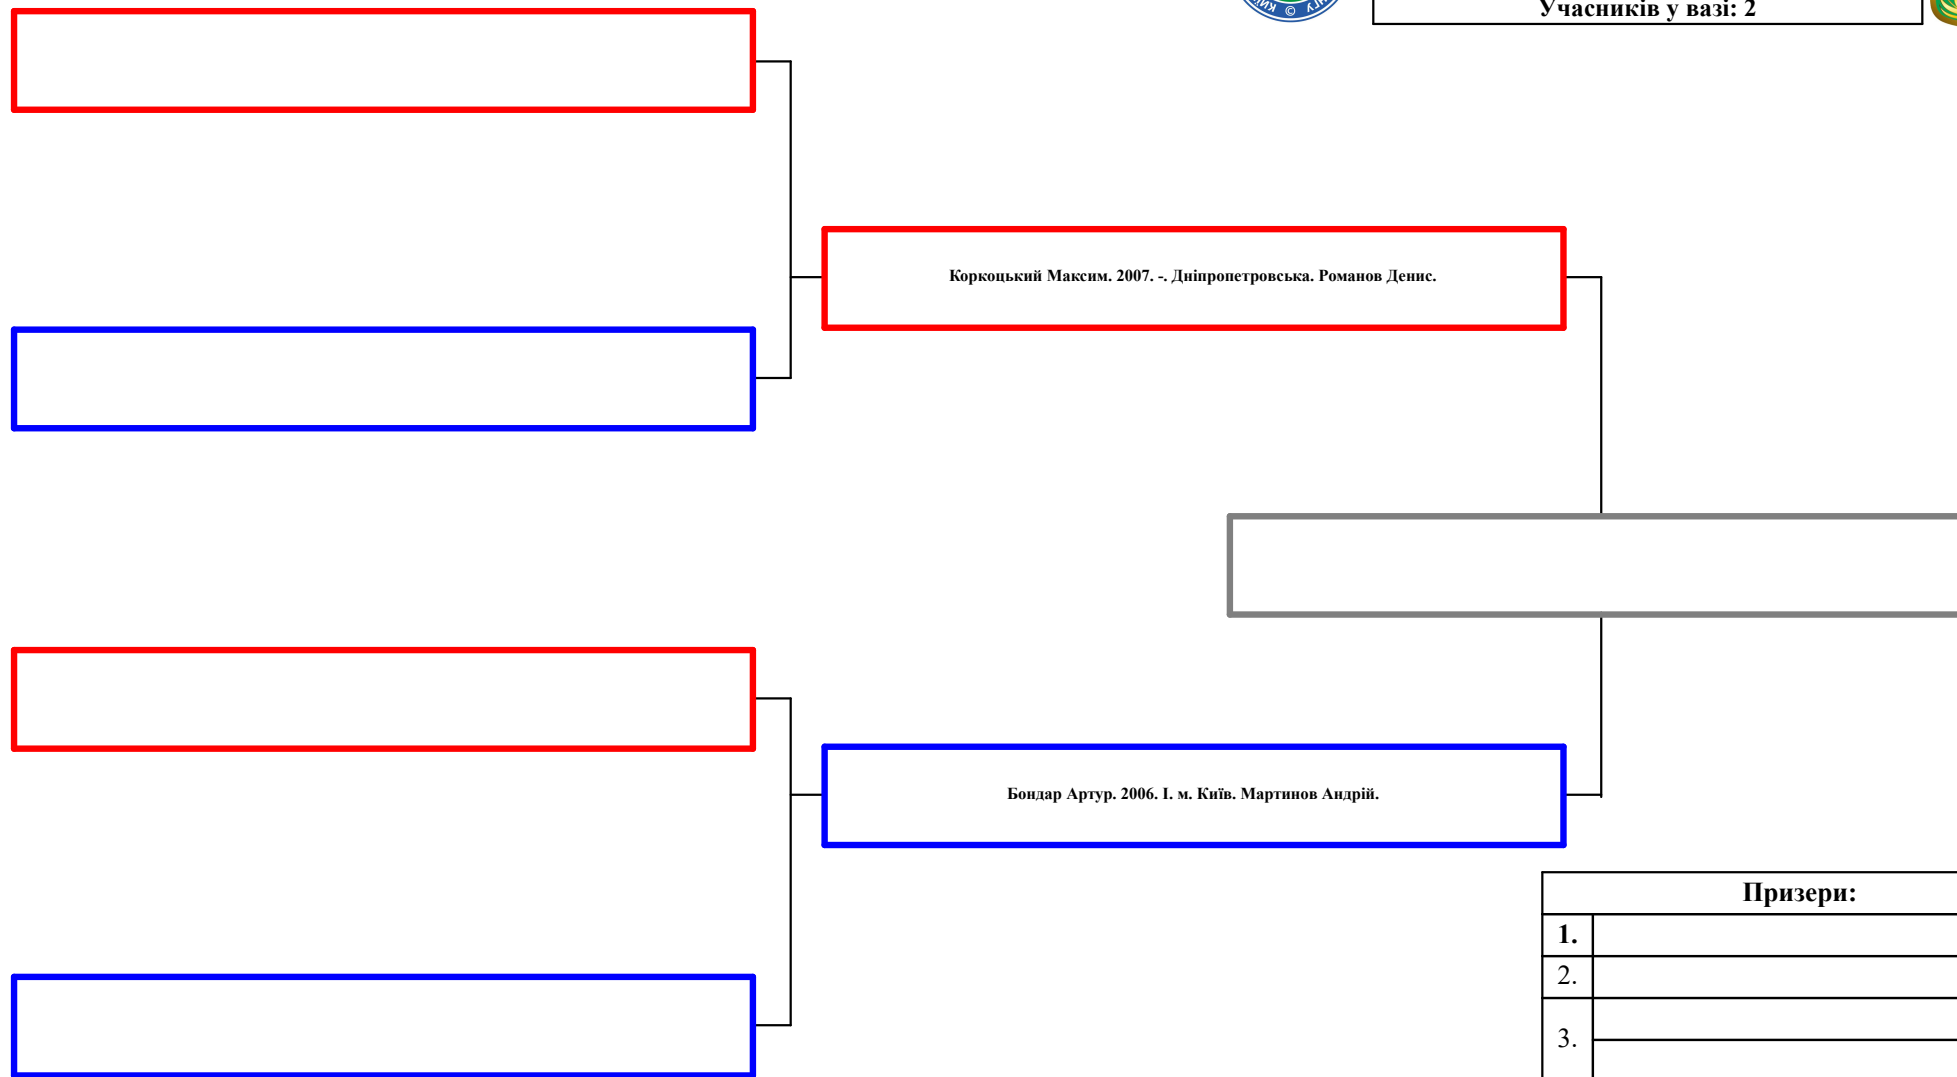 Учасників у вазі: 2
Коркоцький Максим. 2007. -. Дніпропетровська. Романов Денис.
Бондар Артур. 2006. І. м. Київ. Мартинов Андрій.
Призери:
1.
2.
3.